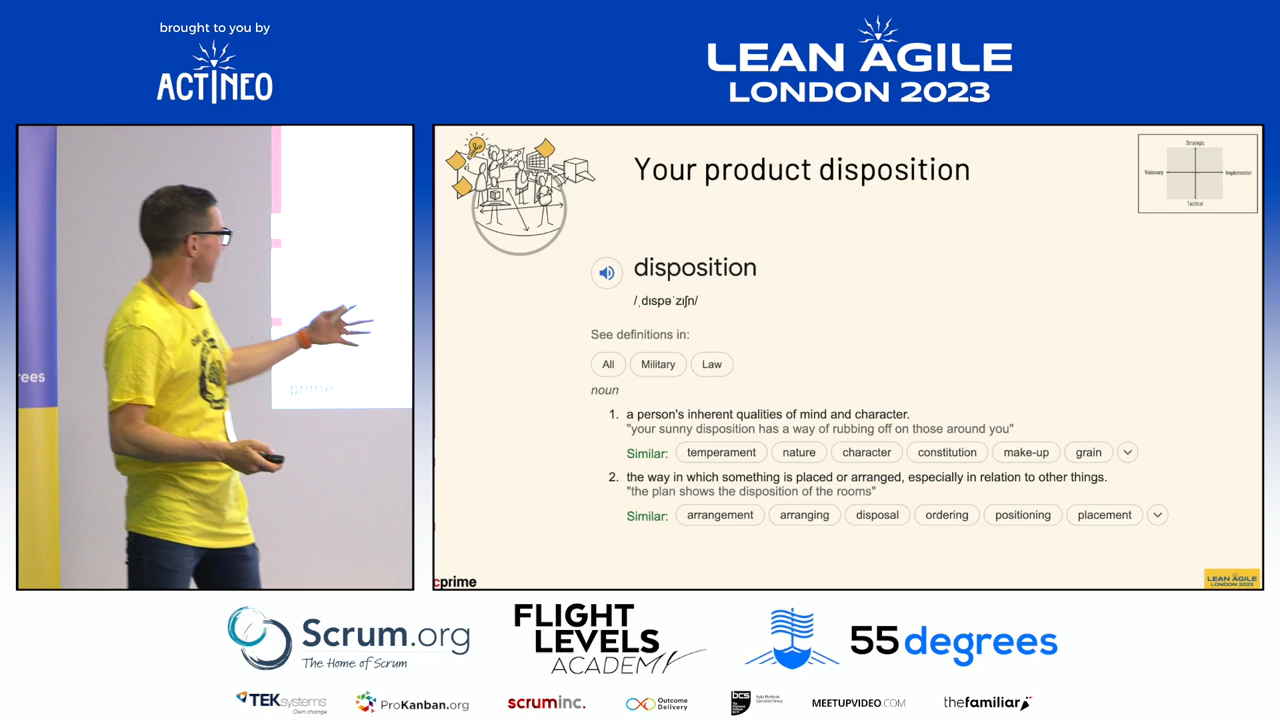 brought to you by
ACTINEO
LEAN AGILE
LONDON 2023
ees
prime
Your product disposition
Strategic
Visionary
Implementer
Tactical
disposition
/ˌdɪspəˈzɪʃn/
See definitions in:
All Military Law
noun
1. a person's inherent qualities of mind and character.
"your sunny disposition has a way of rubbing off on those around you"
Similar: temperament nature character constitution make-up grain
2. the way in which something is placed or arranged, especially in relation to other things.
"the plan shows the disposition of the rooms"
Similar: arrangement arranging disposal ordering positioning placement
cprime
LEAN AGILE
LONDON 2023
Scrum.org
The Home of Scrum
FLIGHT
LEVELS
ACADEMY
55 degrees
TEKsystems
Own change
ProKanban.org
scruminc.
Outcome
Delivery
bcs
Agile Methods
Specialist Group
MEETUPVIDEO.COM
thefamiliar